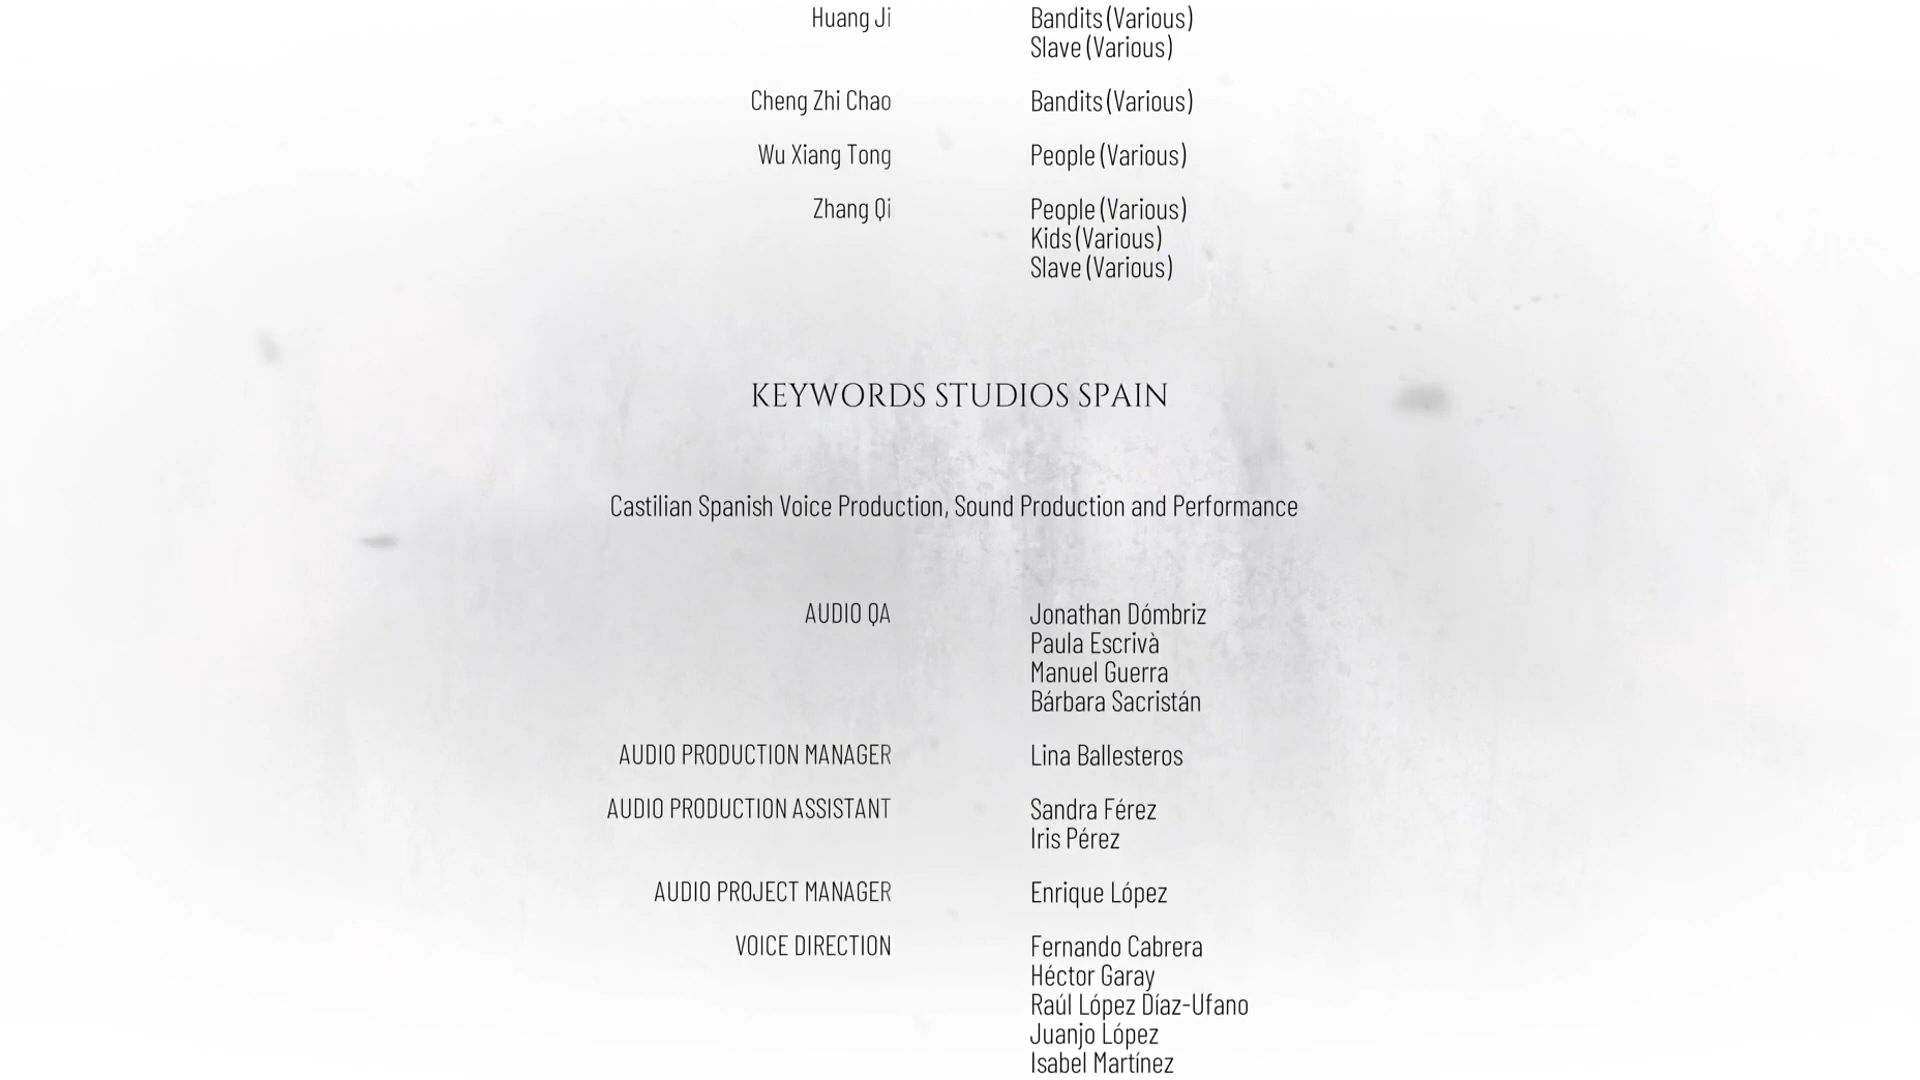 Huang Ji Bandits (Various)
Slave (Various)
Cheng Zhi Chao Bandits (Various)
Wu Xiang Tong People (Various)
Zhang Qi People (Various)
Kids (Various)
Slave (Various)
KEYWORDS STUDIOS SPAIN
Castilian Spanish Voice Production, Sound Production and Performance
AUDIO QA Jonathan Dómbriz
Paula Escrivà
Manuel Guerra
Bárbara Sacristán
AUDIO PRODUCTION MANAGER Lina Ballesteros
AUDIO PRODUCTION ASSISTANT Sandra Férez
Iris Pérez
AUDIO PROJECT MANAGER Enrique López
VOICE DIRECTION Fernando Cabrera
Héctor Garay
Raúl López Díaz-Ufano
Juanjo López
Isabel Martínez